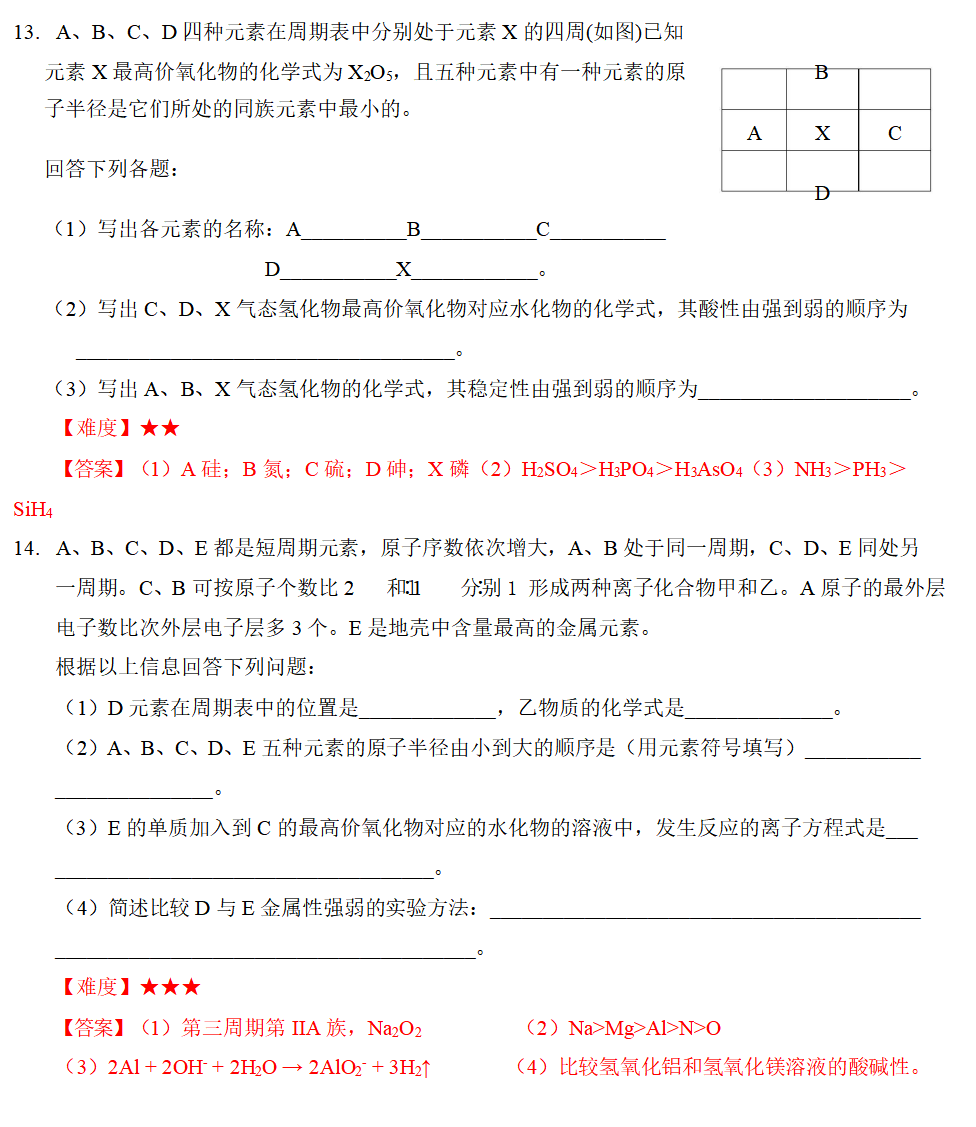 13. A、B、C、D 四种元素在周期表中分别处于元素 X 的四周(如图)已知
元素 X 最高价氧化物的化学式为 X₂O₅，且五种元素中有一种元素的原
子半径是它们所处的同族元素中最小的。
B
A X C
D
回答下列各题：
（1）写出各元素的名称：A__________B___________C___________
D___________X____________。
（2）写出 C、D、X 气态氢化物最高价氧化物对应水化物的化学式，其酸性由强到弱的顺序为
____________________________________。
（3）写出 A、B、X 气态氢化物的化学式，其稳定性由强到弱的顺序为____________________。
【难度】★★
【答案】（1）A 硅；B 氮；C 硫；D 砷；X 磷（2）H₂SO₄＞H₃PO₄＞H₃AsO₄（3）NH₃＞PH₃＞
SiH₄
14. A、B、C、D、E 都是短周期元素，原子序数依次增大，A、B 处于同一周期，C、D、E 同处另
一周期。C、B 可按原子个数比 2 和∶1l 分∶别 1 形成两种离子化合物甲和乙。A 原子的最外层
电子数比次外层电子层多 3 个。E 是地壳中含量最高的金属元素。
根据以上信息回答下列问题：
（1）D 元素在周期表中的位置是_____________，乙物质的化学式是______________。
（2）A、B、C、D、E 五种元素的原子半径由小到大的顺序是（用元素符号填写）___________
_______________。
（3）E 的单质加入到 C 的最高价氧化物对应的水化物的溶液中，发生反应的离子方程式是___
____________________________________。
（4）简述比较 D 与 E 金属性强弱的实验方法：_________________________________________
________________________________________。
【难度】★★★
【答案】（1）第三周期第 IIA 族，Na₂O₂ （2）Na>Mg>Al>N>O
（3）2Al + 2OH⁻ + 2H₂O → 2AlO₂⁻ + 3H₂↑ （4）比较氢氧化铝和氢氧化镁溶液的酸碱性。